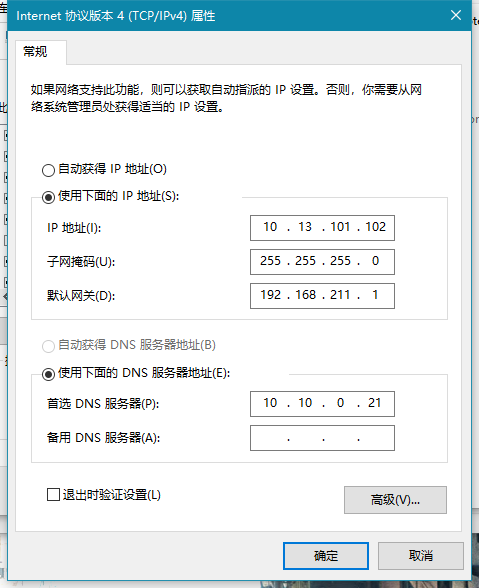 Internet 协议版本 4 (TCP/IPv4) 属性
常规
如果网络支持此功能，则可以获取自动指派的 IP 设置。否则，你需要从网
络系统管理员处获得适当的 IP 设置。
自动获得 IP 地址(O)
使用下面的 IP 地址(S):
IP 地址(I):
10 . 13 . 101 . 102
子网掩码(U):
255 . 255 . 255 . 0
默认网关(D):
192 . 168 . 211 . 1
自动获得 DNS 服务器地址(B)
使用下面的 DNS 服务器地址(E):
首选 DNS 服务器(P):
10 . 10 . 0 . 21
备用 DNS 服务器(A):
. . .
退出时验证设置(L)
高级(V)...
确定
取消